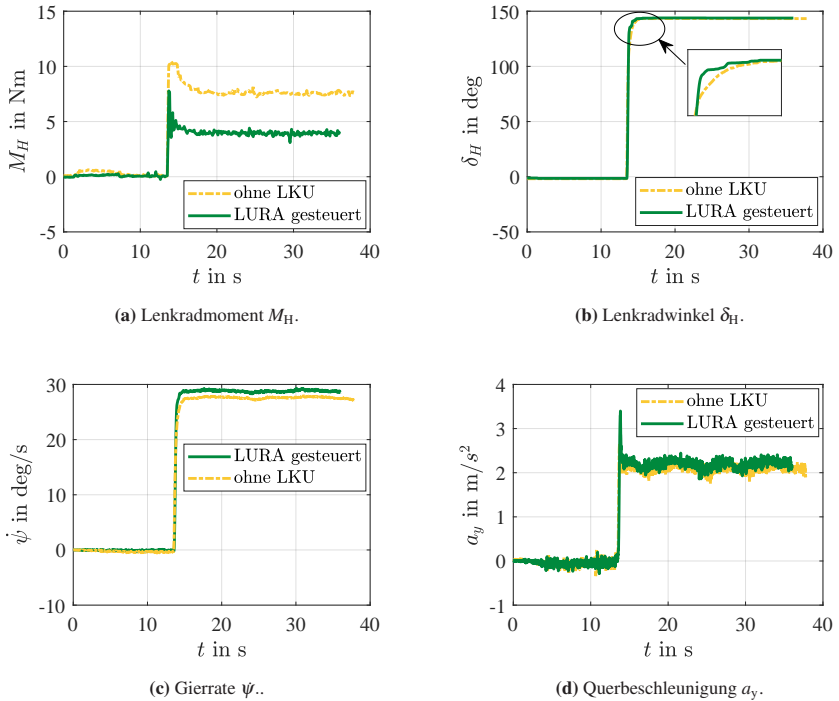 15
10
5
0
-5
M_H in Nm
0
10
20
30
40
t in s
ohne LKU
LURA gesteuert
(a) Lenkradmoment M_H.
150
100
50
0
-50
δ_H in deg
0
10
20
30
40
t in s
ohne LKU
LURA gesteuert
(b) Lenkradwinkel δ_H.
30
20
10
0
-10
ψ̇ in deg/s
0
10
20
30
40
t in s
LURA gesteuert
ohne LKU
(c) Gierrate ψ̇..
4
3
2
1
0
-1
a_y in m/s²
0
10
20
30
40
t in s
ohne LKU
LURA gesteuert
(d) Querbeschleunigung a_y.